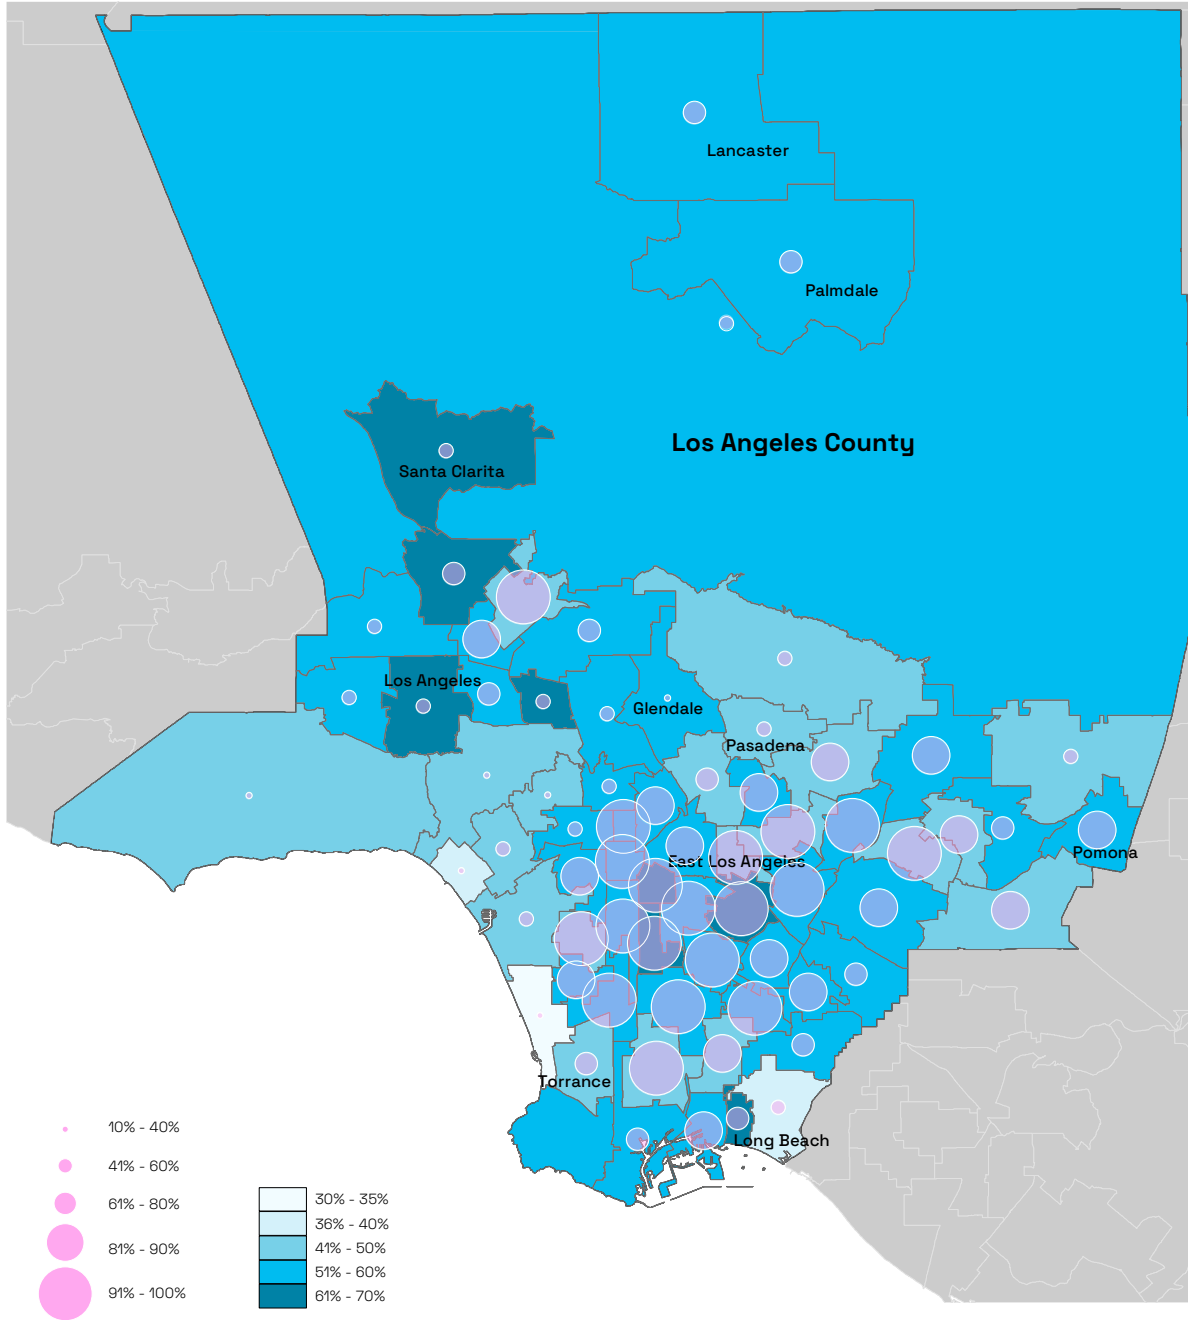 Lancaster
Palmdale
Los Angeles County
Santa Clarita
Los Angeles
Glendale
Pasadena
East Los Angeles
Pomona
Torrance
Long Beach
10% - 40%
41% - 60%
61% - 80%
81% - 90%
91% - 100%
30% - 35%
36% - 40%
41% - 50%
51% - 60%
61% - 70%